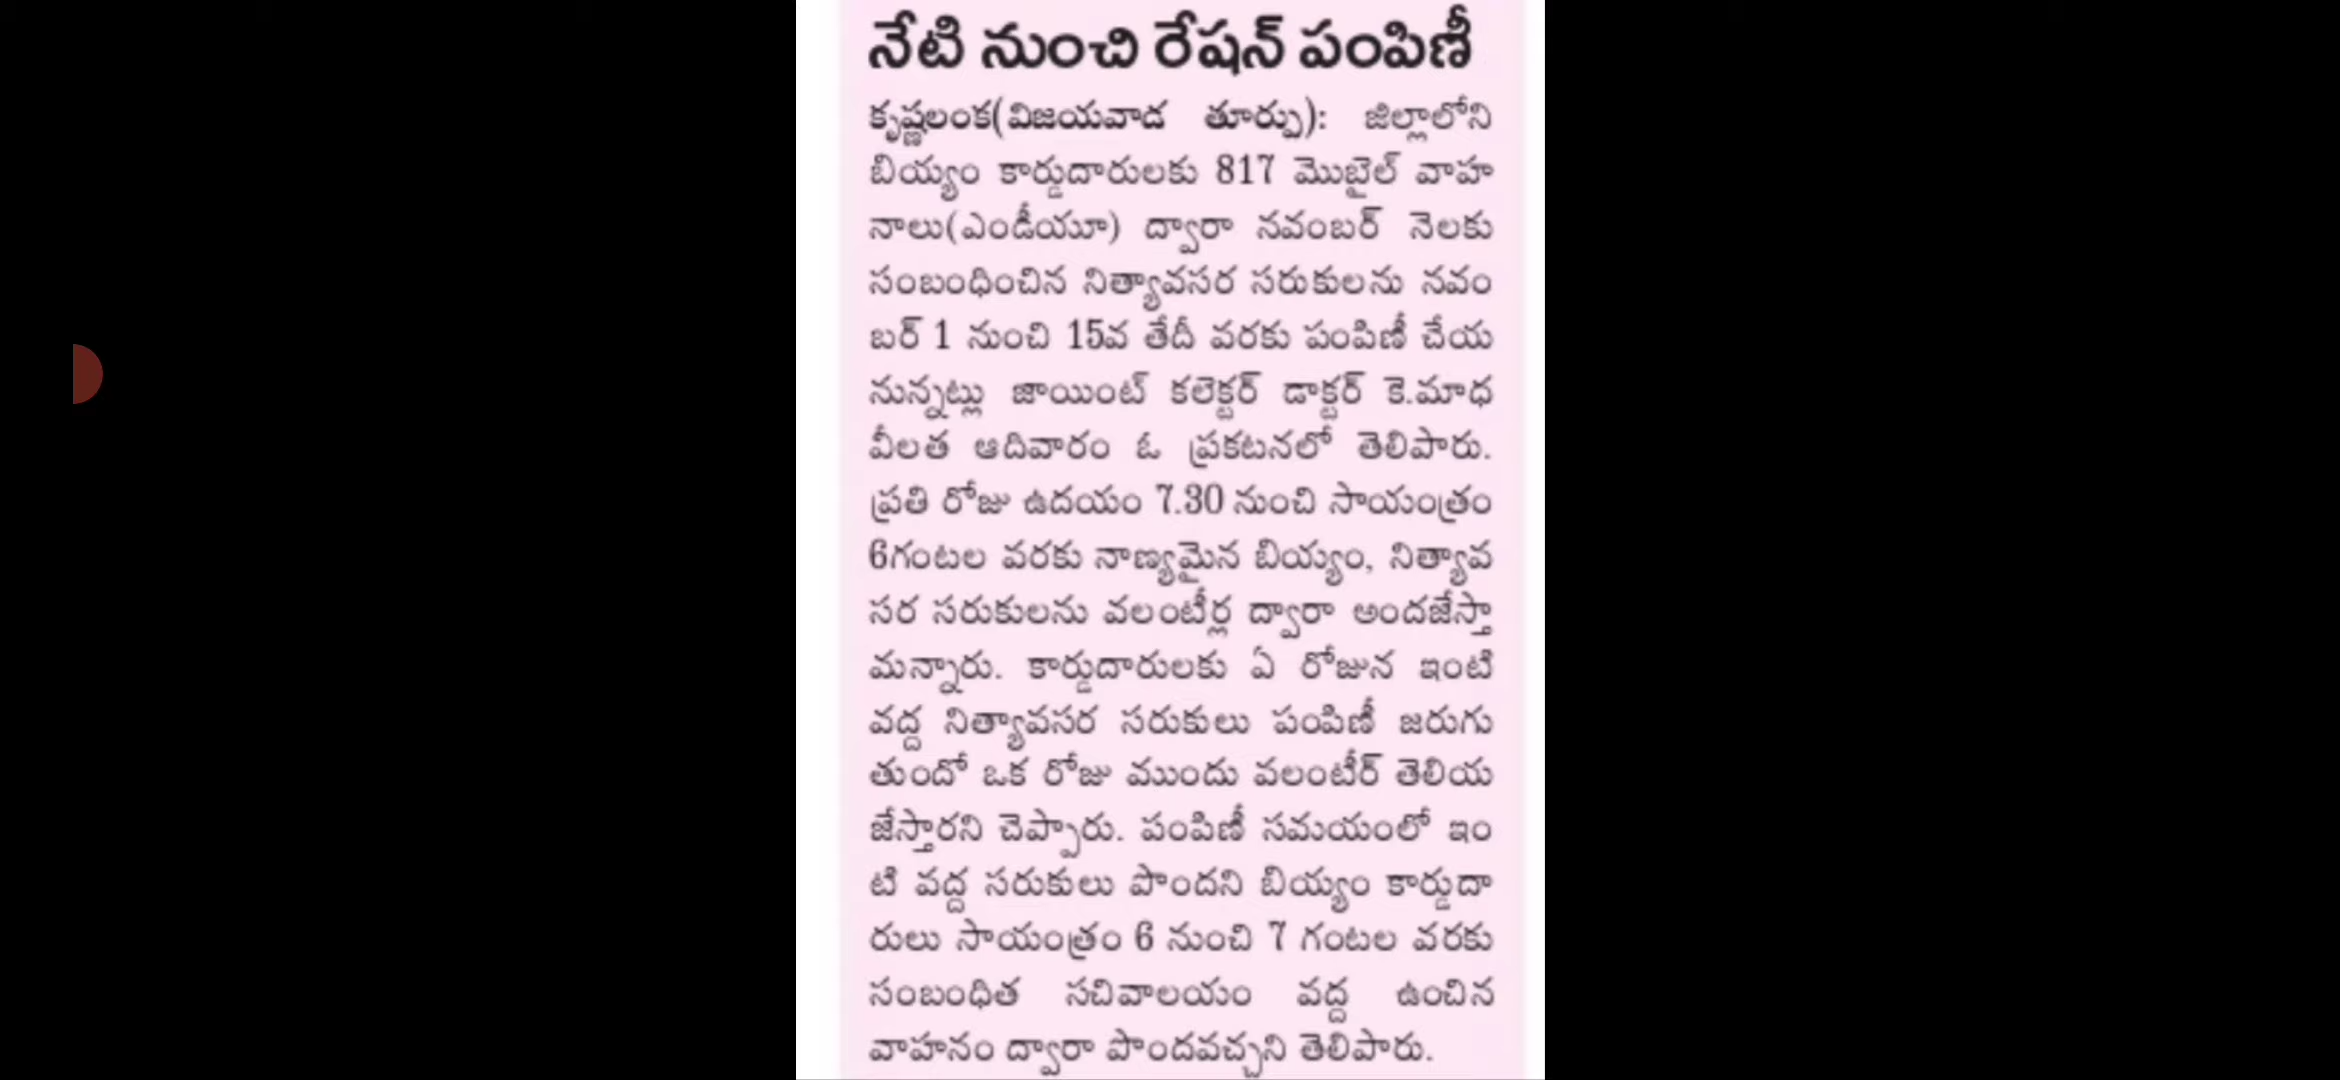 నేటి నుంచి రేషన్ పంపిణీ
కృష్ణలంక(విజయవాడ తూర్పు): జిల్లాలోని
బియ్యం కార్డుదారులకు 817 మొబైల్ వాహ
నాలు(ఎండీయూ) ద్వారా నవంబర్ నెలకు
సంబంధించిన నిత్యావసర సరుకులను నవం
బర్ 1 నుంచి 15వ తేదీ వరకు పంపిణీ చేయ
నున్నట్లు జాయింట్ కలెక్టర్ డాక్టర్ కె.మాధ
వీలత ఆదివారం ఓ ప్రకటనలో తెలిపారు.
ప్రతి రోజు ఉదయం 7.30 నుంచి సాయంత్రం
6గంటల వరకు నాణ్యమైన బియ్యం, నిత్యావ
సర సరుకులను వలంటీర్ల ద్వారా అందజేస్తా
మన్నారు. కార్డుదారులకు ఏ రోజున ఇంటి
వద్ద నిత్యావసర సరుకులు పంపిణీ జరుగు
తుందో ఒక రోజు ముందు వలంటీర్ తెలియ
జేస్తారని చెప్పారు. పంపిణీ సమయంలో ఇం
టి వద్ద సరుకులు పొందని బియ్యం కార్డుదా
రులు సాయంత్రం 6 నుంచి 7 గంటల వరకు
సంబంధిత సచివాలయం వద్ద ఉంచిన
వాహనం ద్వారా పొందవచ్చని తెలిపారు.